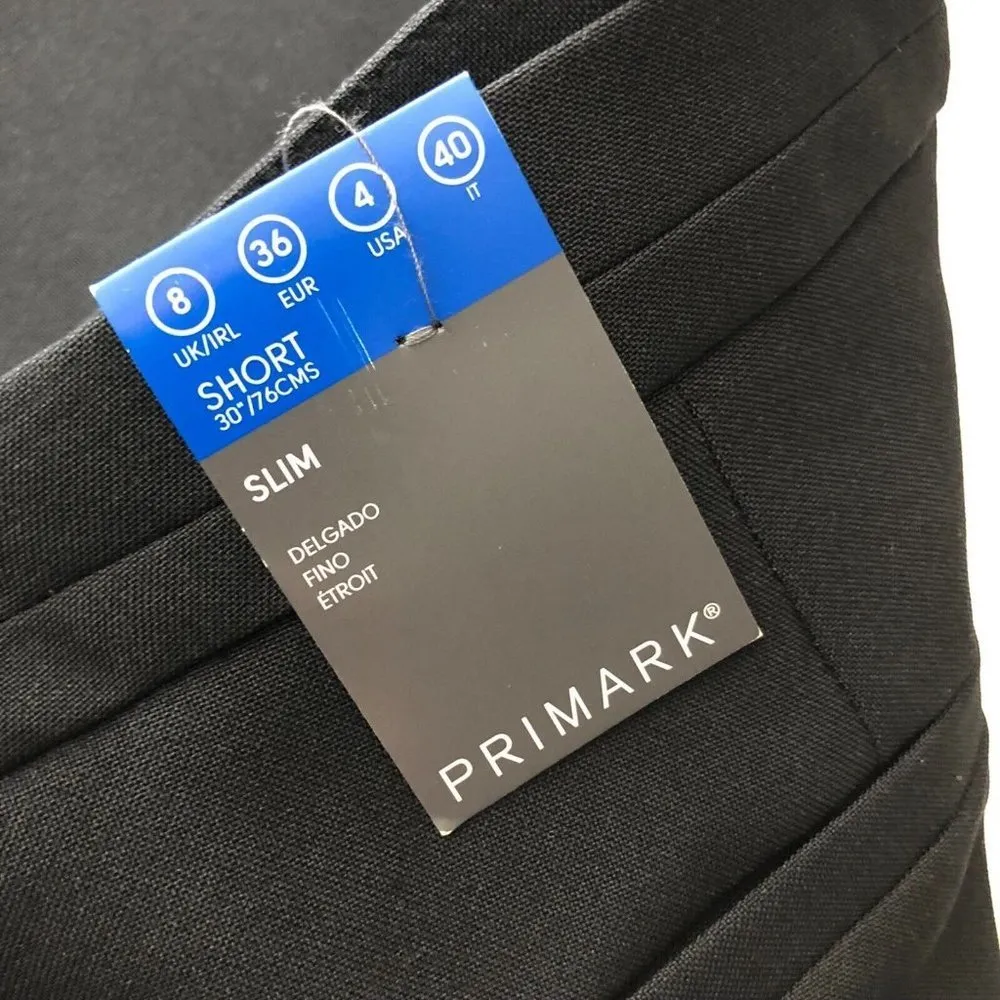 8 36 4 40
UK/IRL EUR USA IT
SHORT
30"/76CMS
SLIM
DELGADO
FINO
ÉTROIT
PRIMARK®